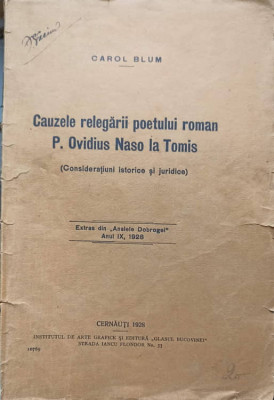 CAROL BLUM
Cauzele relegării poetului roman
P. Ovidius Naso la Tomis
(Considerațiuni istorice și juridice)
Extras din „Analele Dobrogei”
Anul IX, 1928
CERNĂUȚI 1928
INSTITUTUL DE ARTE GRAFICE ȘI EDITURĂ „GLASUL BUCOVINEI”
STRADA IANCU FLONDOR No. 21